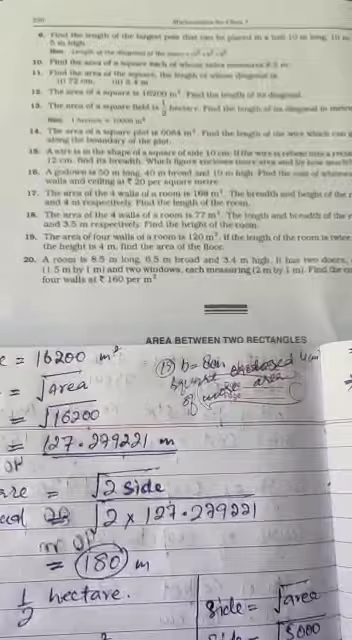 9. Find the length of the largest pole that can be placed in a hall 10 m long, 10 m
5 m high.
10. Find the area of a square each of whose sides measures 8.5 m.
11. Find the area of the square, the length of whose diagonal is
(i) 72 cm. (ii) 2.4 m
12. The area of a square is 16200 m². Find the length of its diagonal.
13. The area of a square field is 1/2 hectare. Find the length of its diagonal in metres
Hint. 1 hectare = 10000 m²
14. The area of a square plot is 6084 m². Find the length of the wire which can
along the boundary of the plot.
15. A wire is in the shape of a square of side 10 cm. If the wire is rebent into a
12 cm, find its breadth. Which figure encloses more area and by how much
16. A godown is 50 m long, 40 m broad and 10 m high. Find the cost of
walls and ceiling at ₹ 20 per square metre.
17. The area of the 4 walls of a room is 168 m². The breadth and height of the
and 4 m respectively. Find the length of the room.
18. The area of the 4 walls of a room is 77 m². The length and breadth of the
and 3.5 m respectively. Find the height of the room.
19. The area of four walls of a room is 120 m². If the length of the room is twice
the height is 4 m, find the area of the floor.
20. A room is 8.5 m long, 6.5 m broad and 3.4 m high. It has two doors,
(1.5 m by 1 m) and two windows, each measuring (2 m by 1 m). Find the
four walls at ₹ 160 per m²
AREA BETWEEN TWO RECTANGLES
= 16200 m²
(15) b = 8cm
square enclosed 4cm
of more area
= √area
= √16200
= 127.279221 m
or
= √2 side
√2 × 127.279221
or
= 180 m
1/2 hectare.
side = √area